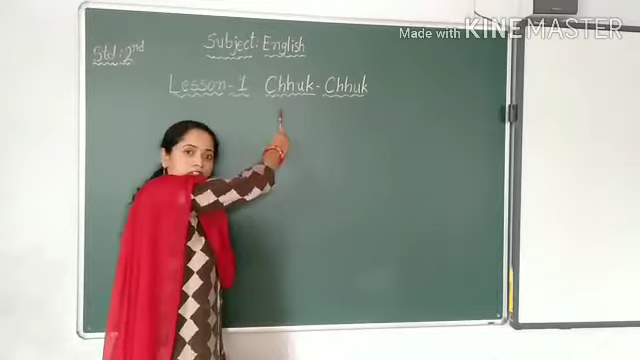 Made with KINEMASTER
Std : 2nd
Subject : English
Lesson - 1 Chhuk - Chhuk